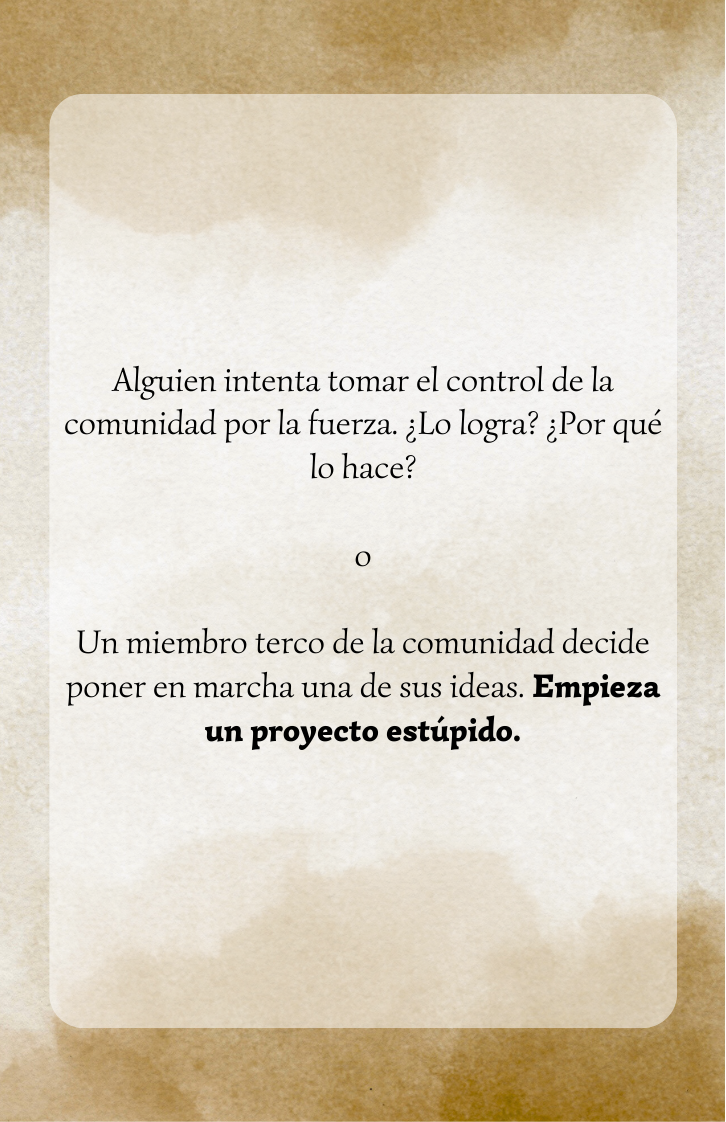 Alguien intenta tomar el control de la
comunidad por la fuerza. ¿Lo logra? ¿Por qué
lo hace?
o
Un miembro terco de la comunidad decide
poner en marcha una de sus ideas. Empieza
un proyecto estúpido.